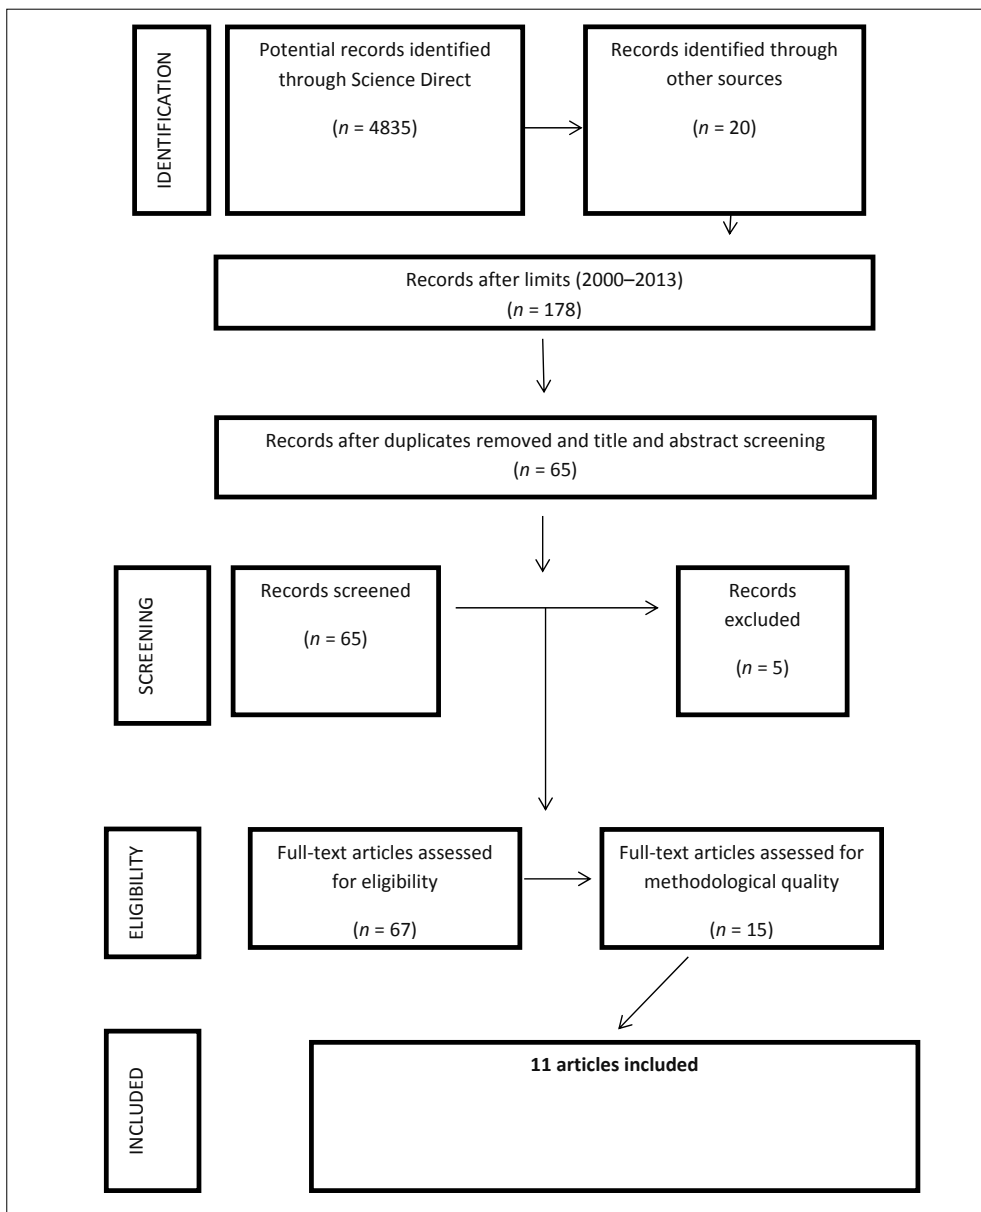 IDENTIFICATION
Potential records identified
through Science Direct
(n = 4835)
Records identified through
other sources
(n = 20)
Records after limits (2000–2013)
(n = 178)
Records after duplicates removed and title and abstract screening
(n = 65)
SCREENING
Records screened
(n = 65)
Records
excluded
(n = 5)
ELIGIBILITY
Full-text articles assessed
for eligibility
(n = 67)
Full-text articles assessed for
methodological quality
(n = 15)
INCLUDED
11 articles included